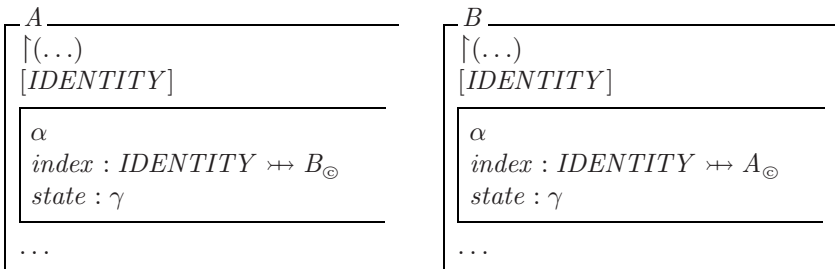 A
↾(...)
[IDENTITY]
α
index : IDENTITY ⤔ B©
state : γ
...
B
↾(...)
[IDENTITY]
α
index : IDENTITY ⤔ A©
state : γ
...